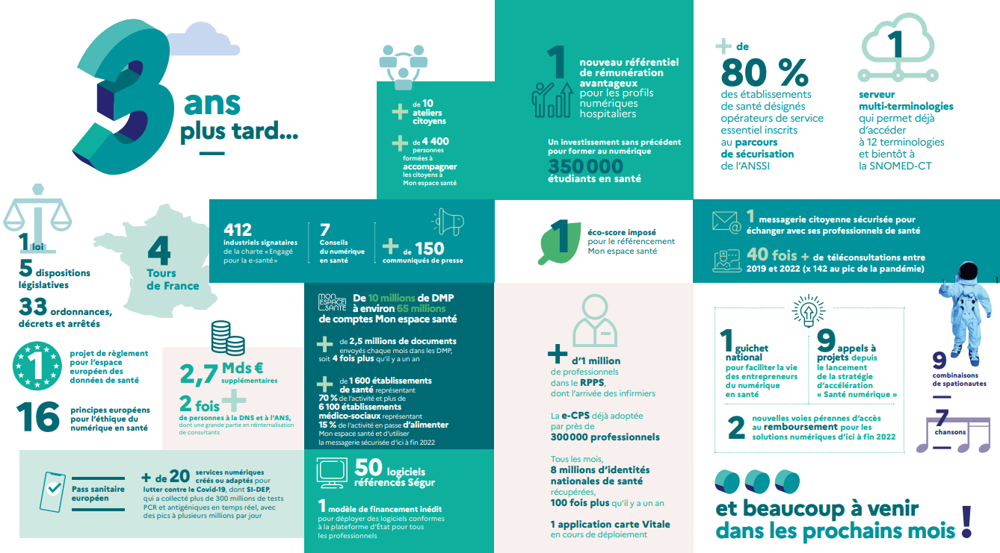 3 ans
plus tard...
+ de 10
ateliers
citoyens
+ de 4 400
personnes
formées à
accompagner
les citoyens à
Mon espace santé
1 nouveau référentiel
de rémunération
avantageux
pour les profils
numériques
hospitaliers
Un investissement sans précédent
pour former au numérique
350 000
étudiants en santé
+ de
80 %
des établissements
de santé désignés
opérateurs de service
essentiel inscrits
au parcours
de sécurisation
de l'ANSSI
1
serveur
multi-terminologies
qui permet déjà
d'accéder
à 12 terminologies
et bientôt à
la SNOMED-CT
1 loi
5 dispositions
législatives
33 ordonnances,
décrets et arrêtés
4
Tours
de France
412
industriels signataires
de la charte « Engagé
pour la e-santé »
7
Conseils
du numérique
en santé
+ de 150
communiqués de presse
1 éco-score imposé
pour le référencement
Mon espace santé
1 messagerie citoyenne sécurisée pour
échanger avec ses professionnels de santé
40 fois + de téléconsultations entre
2019 et 2022 (x 142 au pic de la pandémie)
1 projet de règlement
pour l'espace
européen des
données de santé
16 principes européens
pour l'éthique du
numérique en santé
2,7 Mds €
supplémentaires
2 fois +
de personnes à la DNS et à l'ANS,
dont une grande partie en réinternalisation
de consultants
MON
ESPACE
SANTÉ
De 10 millions de DMP
à environ 65 millions
de comptes Mon espace santé
+ de 2,5 millions de documents
envoyés chaque mois dans les DMP,
soit 4 fois plus qu'il y a un an
+ de 1 600 établissements
de santé représentant
70 % de l'activité et plus de
6 100 établissements
médico-sociaux représentant
15 % de l'activité en passe d'alimenter
Mon espace santé et d'utiliser
la messagerie sécurisée d'ici à fin 2022
+ d'1 million
de professionnels
dans le RPPS,
dont l'arrivée des infirmiers
La e-CPS déjà adoptée
par près de
300 000 professionnels
Tous les mois,
8 millions d'identités
nationales de santé
récupérées,
100 fois plus qu'il y a un an
1 application carte Vitale
en cours de déploiement
1 guichet
national
pour faciliter la vie
des entrepreneurs
du numérique
en santé
9 appels à
projets depuis
le lancement
de la stratégie
d'accélération
« Santé numérique »
2 nouvelles voies pérennes d'accès
au remboursement pour les
solutions numériques d'ici à fin 2022
9
combinaisons
de spationautes
7
chansons
Pass sanitaire
européen
+ de 20 services numériques
créés ou adaptés pour
lutter contre le Covid-19, dont SI-DEP,
qui a collecté plus de 300 millions de tests
PCR et antigéniques en temps réel, avec
des pics à plusieurs millions par jour
50 logiciels
référencés Ségur
1 modèle de financement inédit
pour déployer des logiciels conformes
à la plateforme d'État pour tous
les professionnels
et beaucoup à venir
dans les prochains mois !